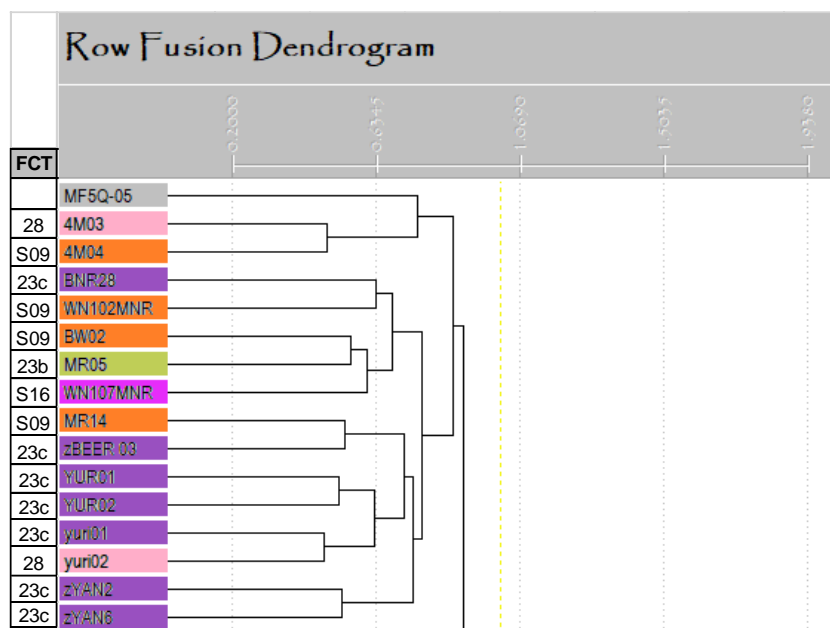 Row Fusion Dendrogram
0.2000 0.6345 1.0690 1.5035 1.9380
FCT
MF5Q-05
28 4M03
S09 4M04
23c BNR28
S09 WN102MNR
S09 BW02
23b MR05
S16 WN107MNR
S09 MR14
23c zBEER 03
23c YUR01
23c YUR02
23c yuri01
28 yuri02
23c zYAN2
23c zYAN6